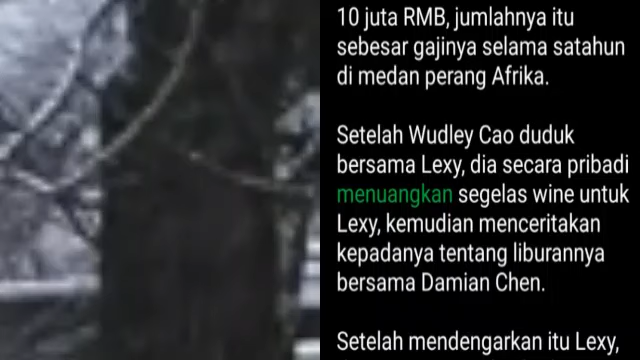 10 juta RMB, jumlahnya itu
sebesar gajinya selama satahun
di medan perang Afrika.
Setelah Wudley Cao duduk
bersama Lexy, dia secara pribadi
menuangkan segelas wine untuk
Lexy, kemudian menceritakan
kepadanya tentang liburannya
bersama Damian Chen.
Setelah mendengarkan itu Lexy,